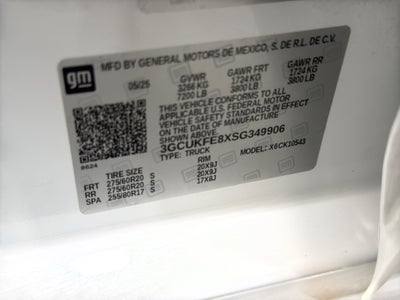 gm
MFD BY GENERAL MOTORS DE MEXICO, S. DE R.L. DE C.V.
05/25 GVWR GAWR FRT GAWR RR
3266 KG 1724 KG 1724 KG
7200 LB 3800 LB 3800 LB
THIS VEHICLE CONFORMS TO ALL
APPLICABLE U.S. FEDERAL MOTOR
VEHICLE SAFETY STANDARDS IN EFFECT ON
THE DATE OF MANUFACTURE SHOWN ABOVE.
3GCUKFE8XSG349906
TYPE: TRUCK MODEL: X6CK10543
8624
TIRE SIZE RIM
FRT 275/60R20 S 20X9J
RR 275/60R20 S 20X9J
SPA 255/80R17 S 17X8J